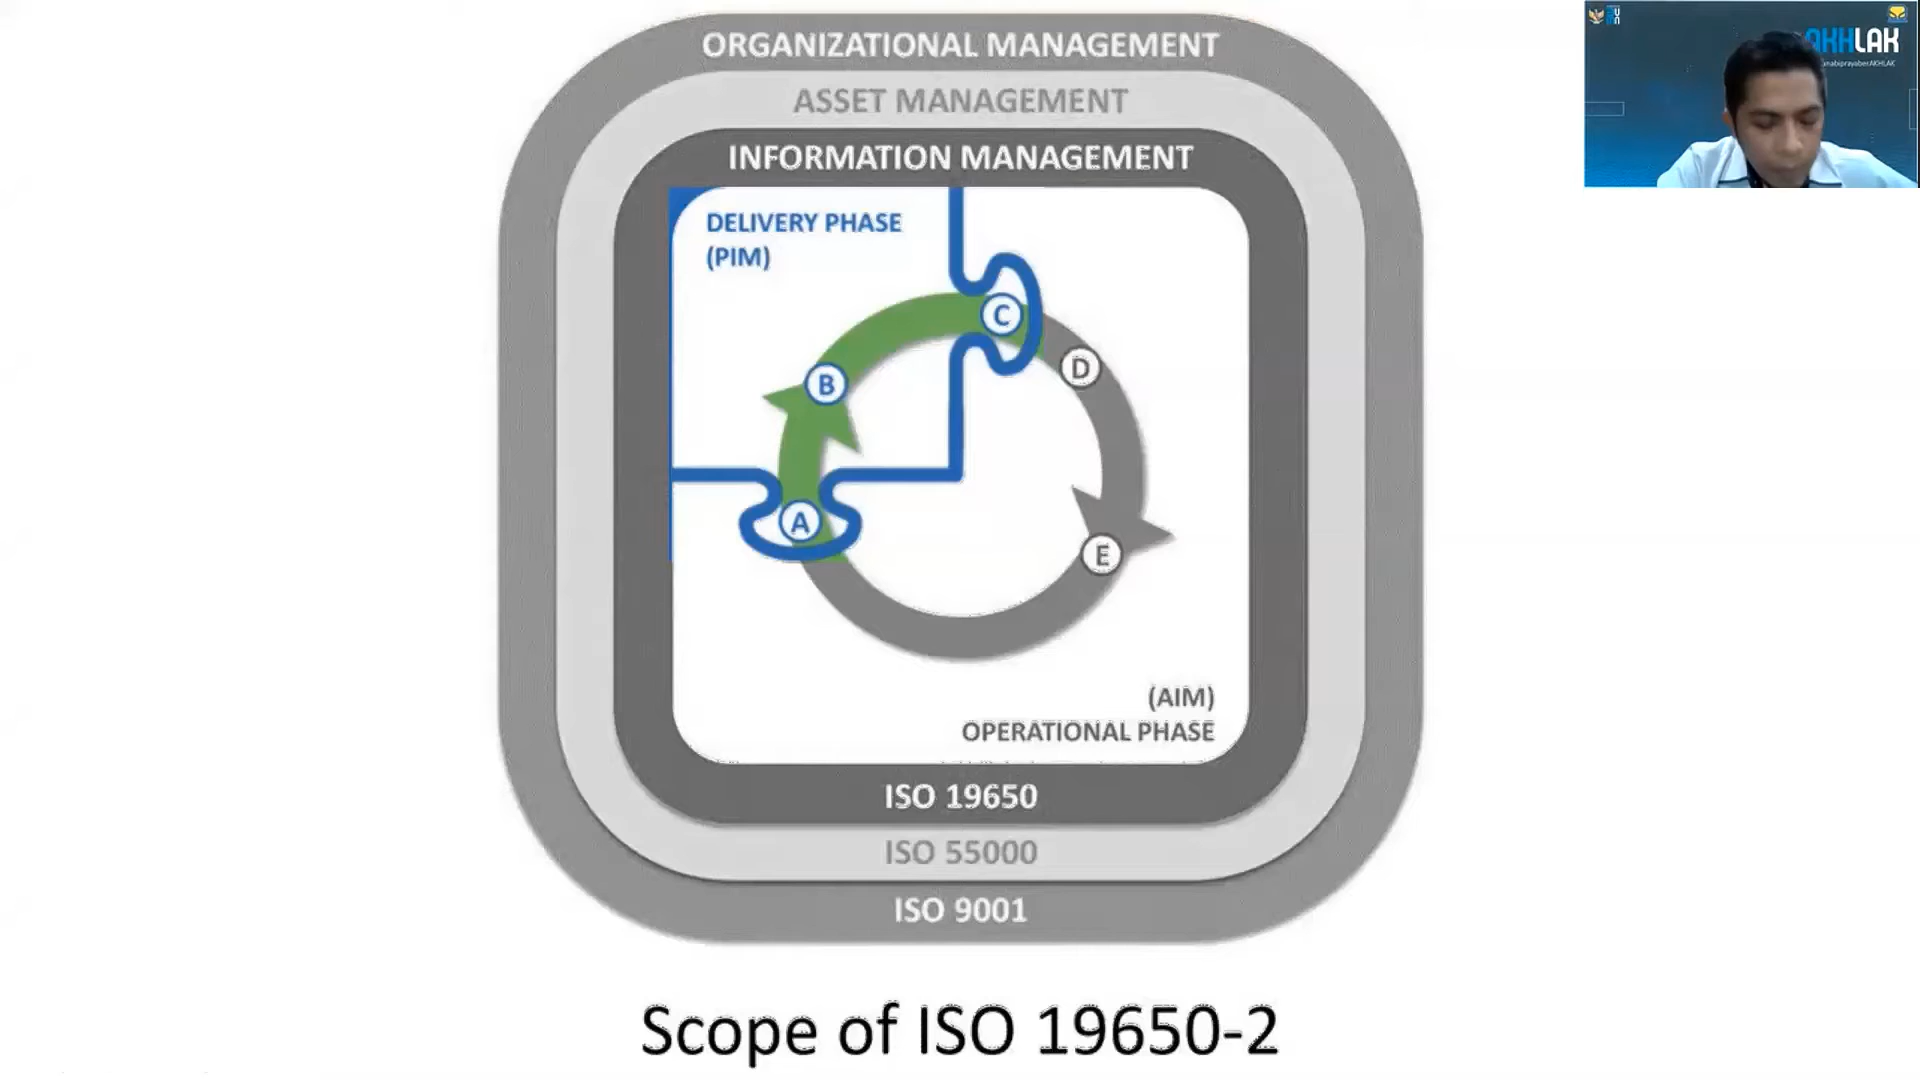 ORGANIZATIONAL MANAGEMENT
ASSET MANAGEMENT
INFORMATION MANAGEMENT
DELIVERY PHASE
(PIM)
C
D
B
A
E
(AIM)
OPERATIONAL PHASE
ISO 19650
ISO 55000
ISO 9001
Scope of ISO 19650-2
AKHLAK